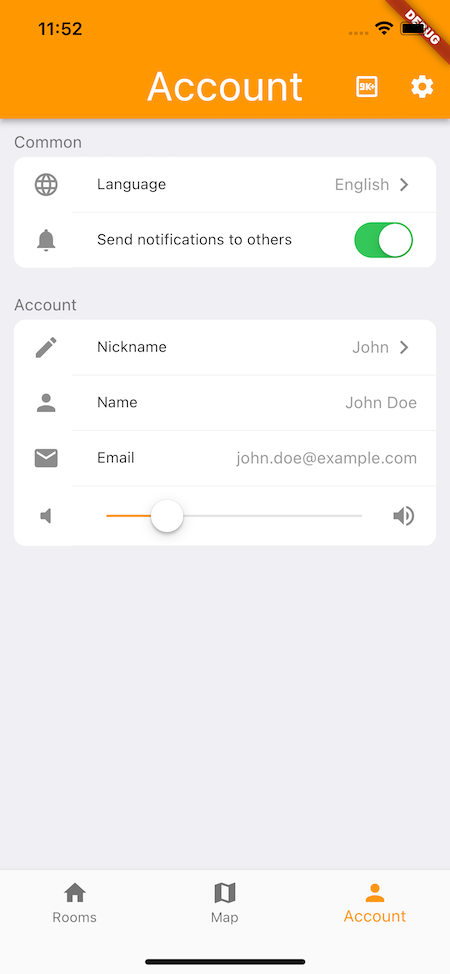 11:52
DEBUG
Account
9K+
Common
Language English
Send notifications to others
Account
Nickname John
Name John Doe
Email john.doe@example.com
Rooms Map Account